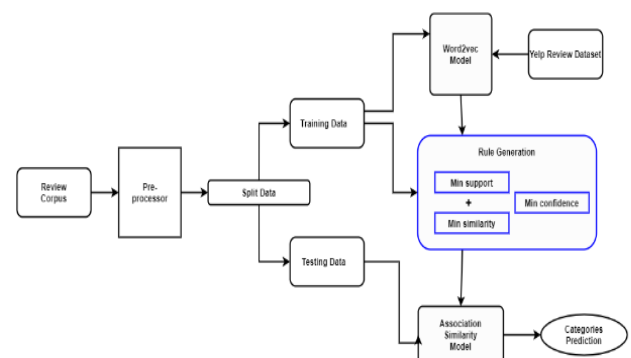 Word2vec
Model
Yelp Review Dataset
Training Data
Rule Generation
Review
Corpus
Pre-
processor
Split Data
Min support
+
Min similarity
Min confidence
Testing Data
Association
Similarity
Model
Categories
Prediction